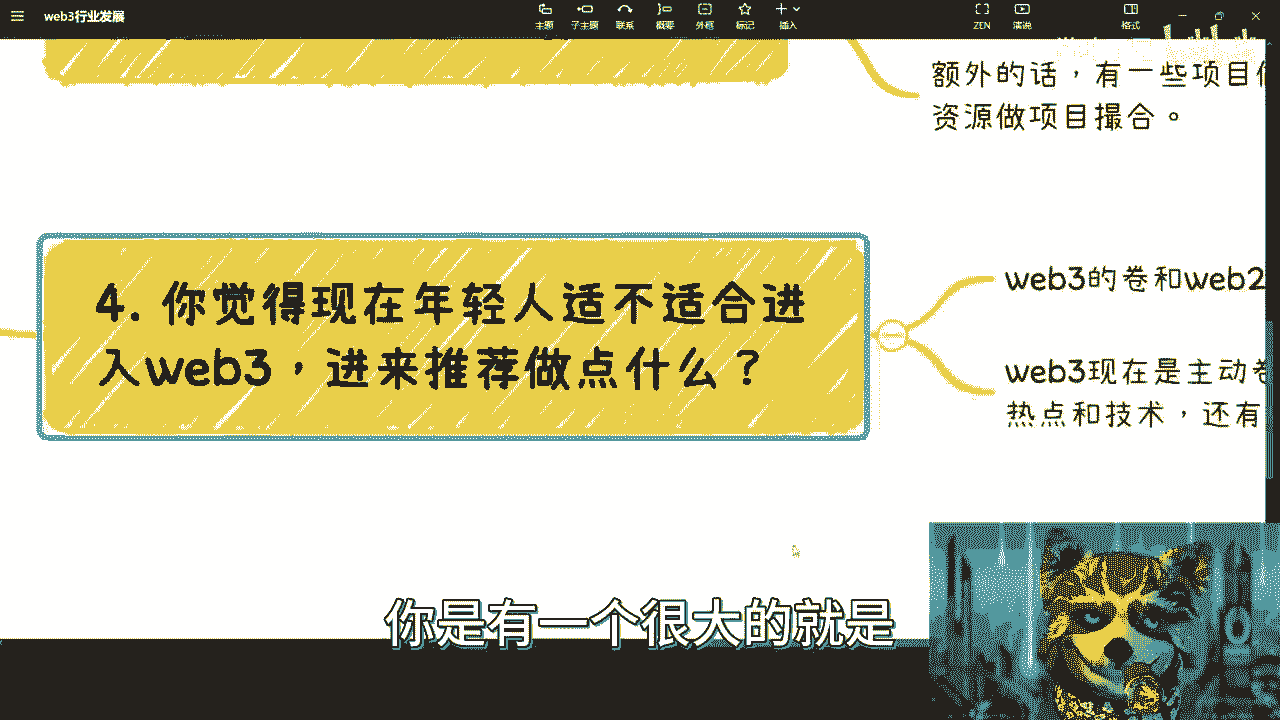 web3行业发展
主题
子主题
联系
概要
外框
标记
插入
ZEN
演说
格式
额外的话，有一些项目
资源做项目撮合。
4. 你觉得现在年轻人适不适合进
入web3，进来推荐做点什么？
web3的卷和web2
web3现在是主动卷
热点和技术，还有
你是有一个很大的就是